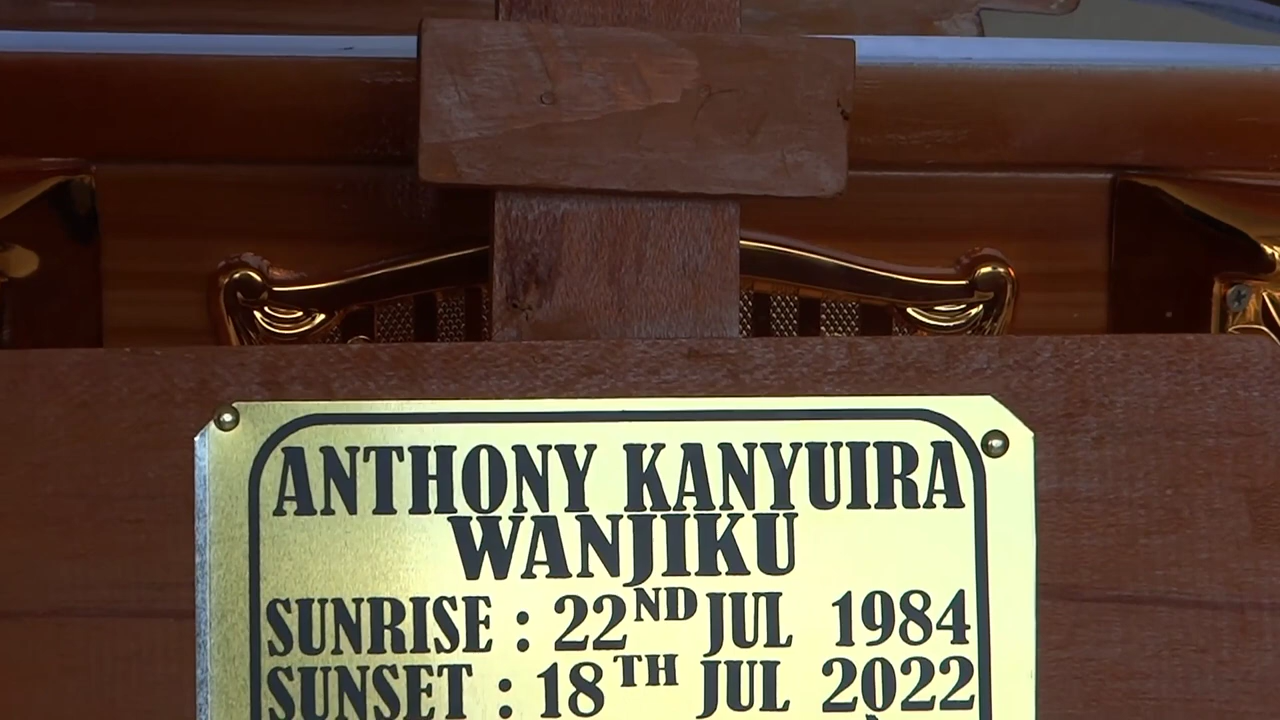 ANTHONY KANYUIRA
WANJIKU
SUNRISE : 22ND JUL 1984
SUNSET : 18TH JUL 2022